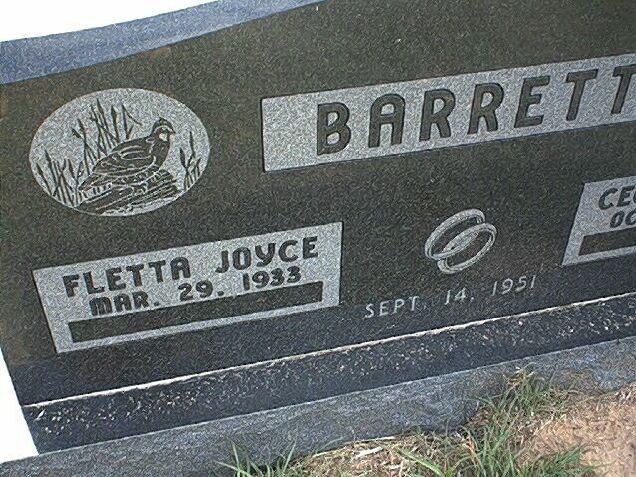 BARRETT
FLETTA JOYCE
MAR. 29. 1933
SEPT. 14, 1951